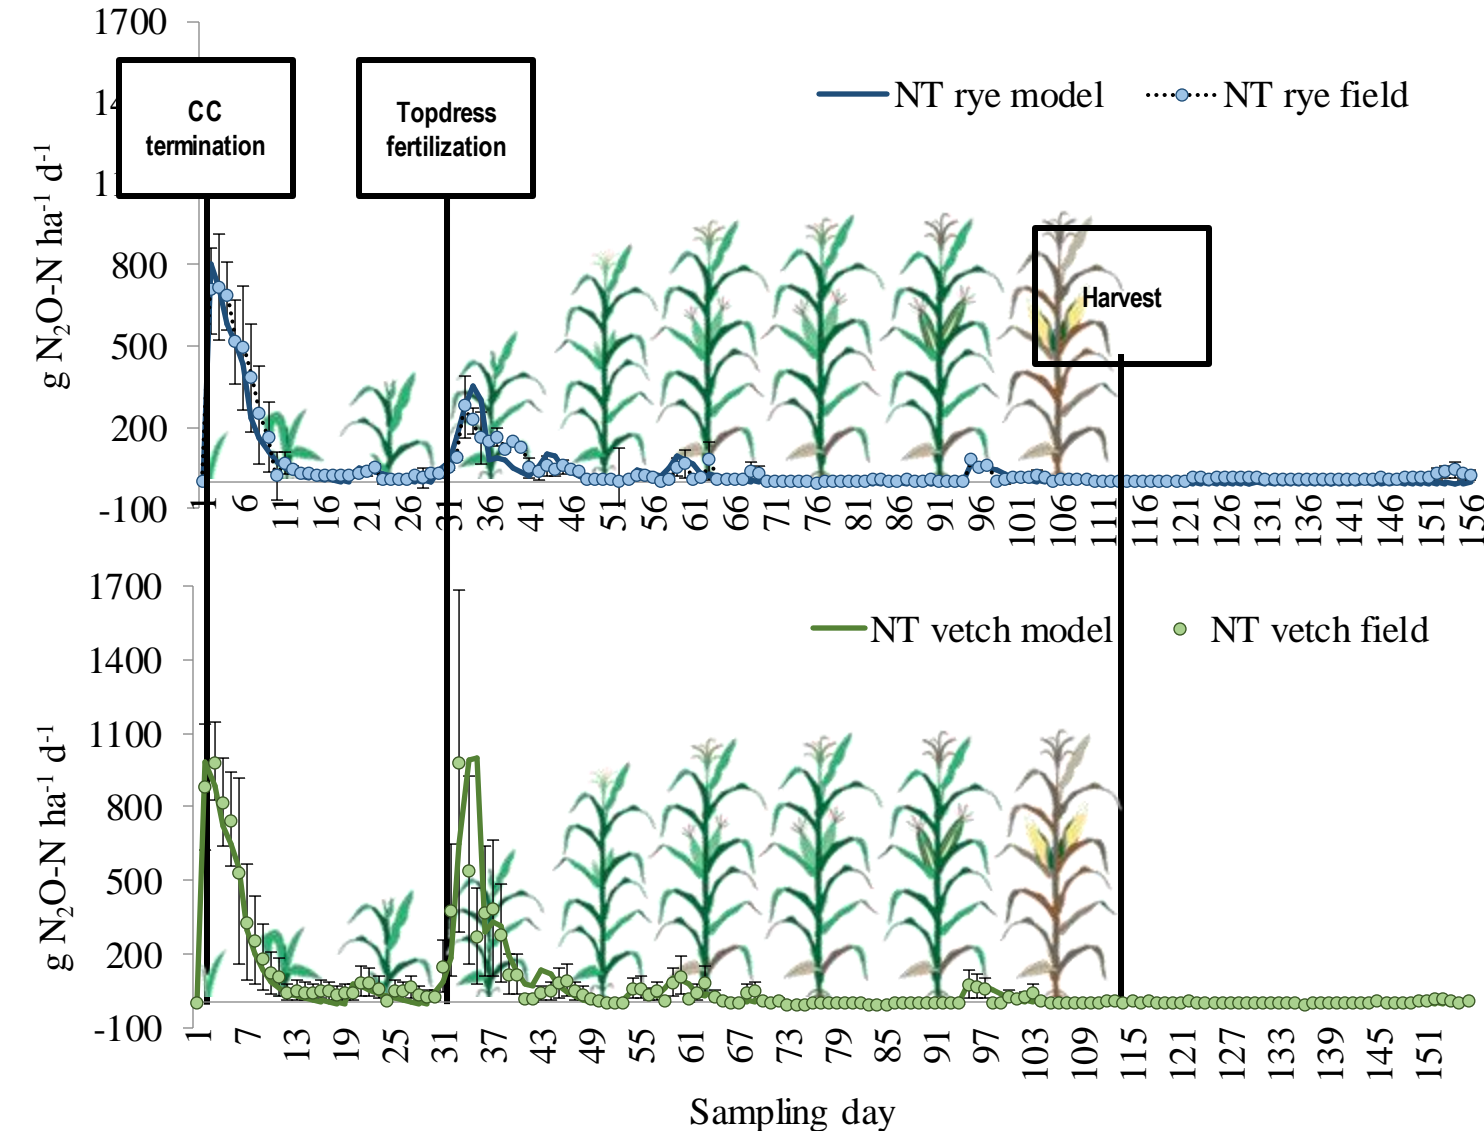 1700
CC
termination
Topdress
fertilization
NT rye model
NT rye field
g N₂O-N ha⁻¹ d⁻¹
800
500
200
-100
Harvest
1 6 11 16 21 26 31 36 41 46 51 56 61 66 71 76 81 86 91 96 101 106 111 116 121 126 131 136 141 146 151 156
1700
1400
1100
800
500
200
-100
NT vetch model
NT vetch field
g N₂O-N ha⁻¹ d⁻¹
1 7 13 19 25 31 37 43 49 55 61 67 73 79 85 91 97 103 109 115 121 127 133 139 145 151
Sampling day